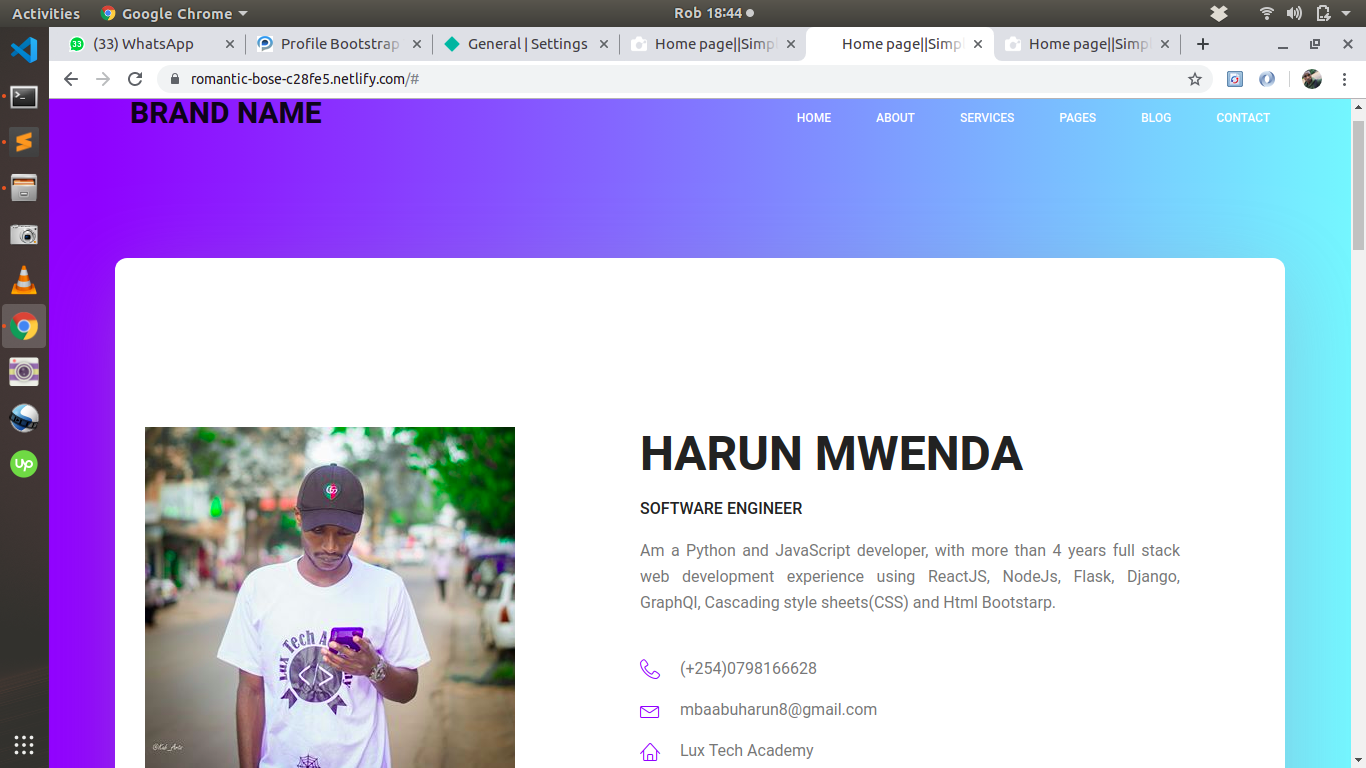 Activities
Google Chrome
Rob 18:44
(33) WhatsApp
Profile Bootstrap
General | Settings
Home page||Simpl
Home page||Simpl
Home page||Simpl
romantic-bose-c28fe5.netlify.com/#
BRAND NAME
HOME
ABOUT
SERVICES
PAGES
BLOG
CONTACT
HARUN MWENDA
SOFTWARE ENGINEER
Am a Python and JavaScript developer, with more than 4 years full stack
web development experience using ReactJS, NodeJs, Flask, Django,
GraphQl, Cascading style sheets(CSS) and Html Bootstarp.
(+254)0798166628
mbaabuharun8@gmail.com
Lux Tech Academy
Lux Tech A
</>
@Kab_Arts
33
up